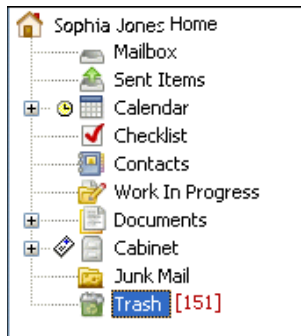 Sophia Jones Home
Mailbox
Sent Items
Calendar
Checklist
Contacts
Work In Progress
Documents
Cabinet
Junk Mail
Trash [151]